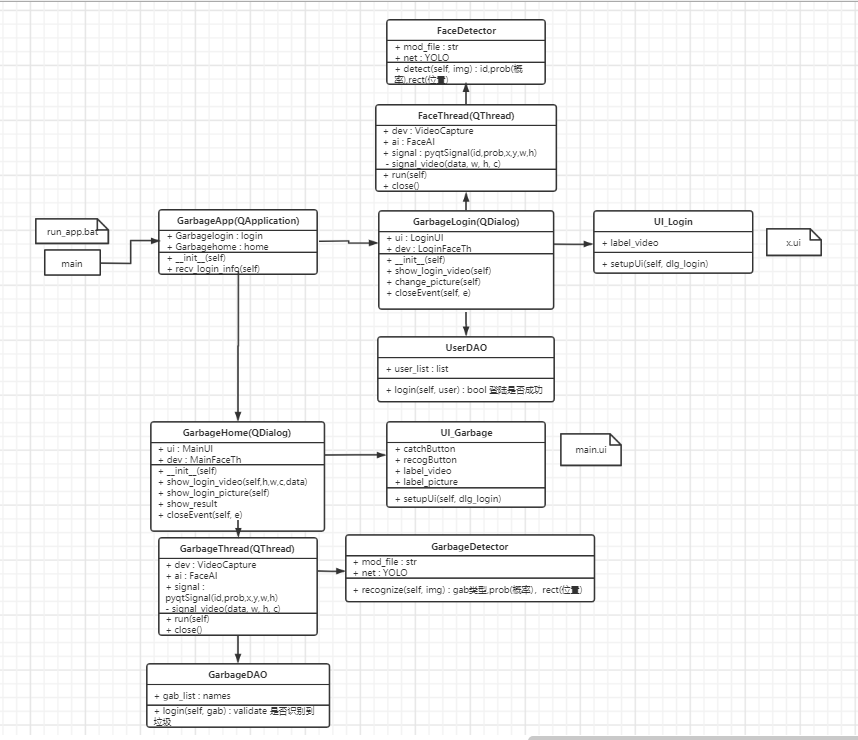 FaceDetector
+ mod_file : str
+ net : YOLO
+ detect(self, img) : id,prob(概
率),rect(位置)
FaceThread(QThread)
+ dev : VideoCapture
+ ai : FaceAI
+ signal : pyqtSignal(id,prob,x,y,w,h)
- signal_video(data, w, h, c)
+ run(self)
+ close()
run_app.bat
main
GarbageApp(QApplication)
+ Garbagelogin : login
+ Garbagehome : home
+ __init__(self)
+ recv_login_info(self)
GarbageLogin(QDialog)
+ ui : LoginUI
+ dev : LoginFaceTh
+ __init__(self)
+ show_login_video(self)
+ change_picture(self)
+ closeEvent(self, e)
UI_Login
+ label_video
+ setupUi(self, dlg_login)
x.ui
UserDAO
+ user_list : list
+ login(self, user) : bool 登陆是否成功
GarbageHome(QDialog)
+ ui : MainUI
+ dev : MainFaceTh
+ __init__(self)
+ show_login_video(self,h,w,c,data)
+ show_login_picture(self)
+ show_result
+ closeEvent(self, e)
UI_Garbage
+ catchButton
+ recogButton
+ label_video
+ label_picture
+ setupUi(self, dlg_login)
main.ui
GarbageThread(QThread)
+ dev : VideoCapture
+ ai : FaceAI
+ signal :
pyqtSignal(id,prob,x,y,w,h)
- signal_video(data, w, h, c)
+ run(self)
+ close()
GarbageDetector
+ mod_file : str
+ net : YOLO
+ recognize(self, img) : gab类型,prob(概率)，rect(位置)
GarbageDAO
+ gab_list : names
+ login(self, gab) : validate 是否识别到
垃圾